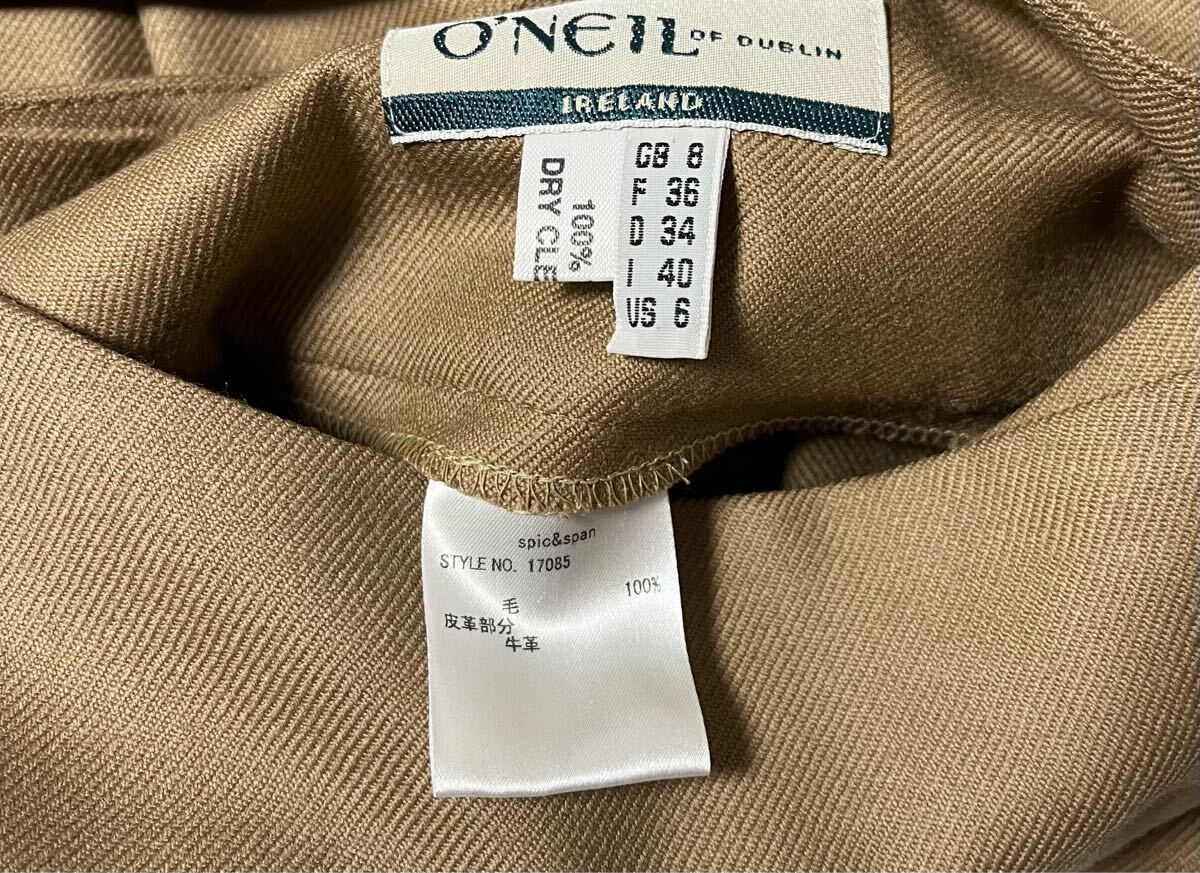 O'NEIL OF DUBLIN
IRELAND
100%
DRY CLE
GB 8
F 36
D 34
I 40
US 6
spic&span
STYLE NO. 17085
毛 100%
皮革部分
牛革